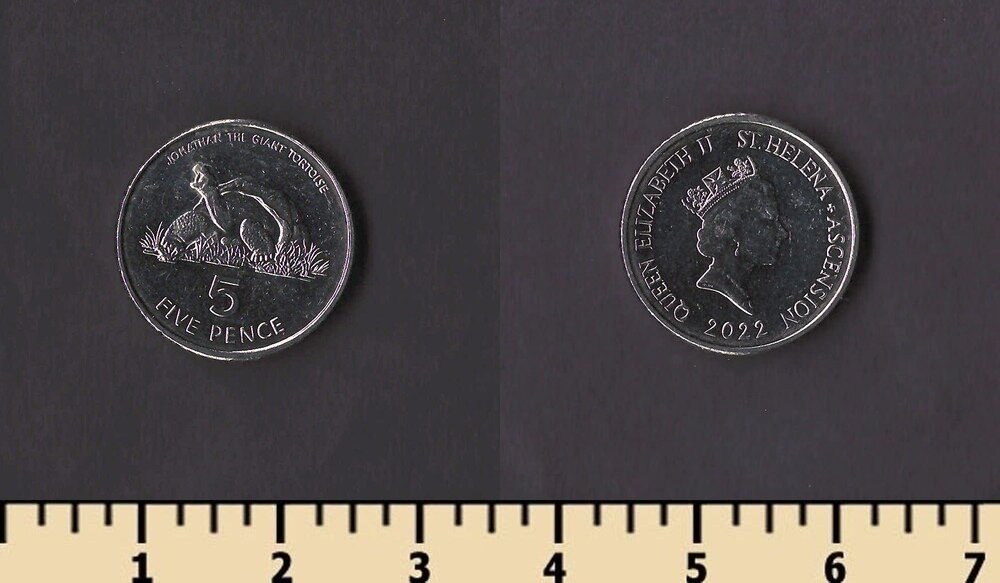 JONATHAN THE GIANT TORTOISE
5
FIVE PENCE
QUEEN ELIZABETH II ST. HELENA • ASCENSION
2022
1 2 3 4 5 6 7